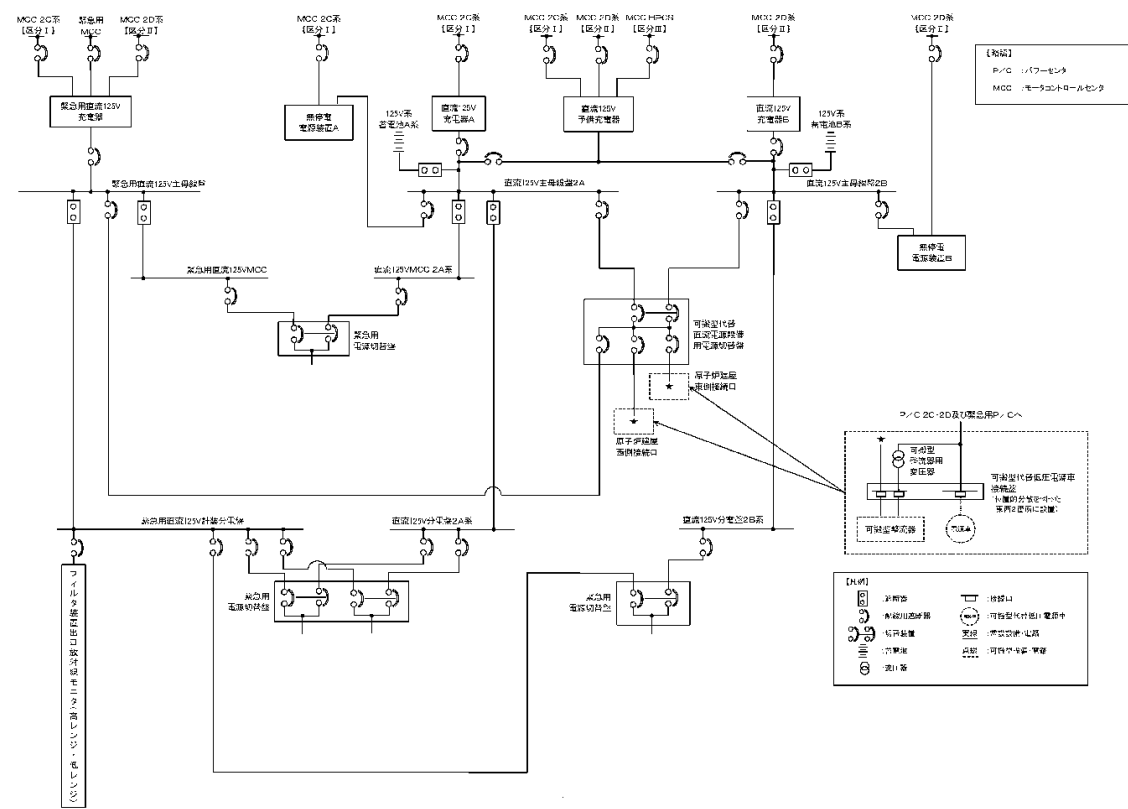 MCC 2C系
【区分Ⅰ】
緊急用
MCC
MCC 2D系
【区分Ⅱ】
MCC 2C系
【区分Ⅰ】
MCC 2C系
【区分Ⅰ】
MCC 2C系
【区分Ⅰ】
MCC 2D系
【区分Ⅱ】
MCC HPCS
【区分Ⅲ】
MCC 2D系
【区分Ⅱ】
MCC 2D系
【区分Ⅱ】
【略語】
P/C :パワーセンタ
MCC :モータコントロールセンタ
緊急用直流125V
充電器
無停電
電源装置A
125V系
蓄電池A系
直流125V
充電器A
直流125V
予備充電器
直流125V
充電器B
125V系
蓄電池B系
緊急用直流125V主母線盤
直流125V主母線盤2A
直流125V主母線盤2B
無停電
電源装置B
緊急用直流125VMCC
直流125VMCC 2A系
緊急用
電源切替盤
可搬型代替
直流電源設備
用電源切替盤
原子炉建屋
東側接続口
原子炉建屋
西側接続口
P/C 2C・2D及び緊急用P/Cへ
可搬型
整流器用
変圧器
可搬型代替低圧電源車
接続盤
(位置的分散を図った
東西2箇所に設置)
可搬型整流器
電源車
緊急用直流125V計装分電盤
直流125V分電盤2A系
直流125V分電盤2B系
緊急用
電源切替盤
緊急用
電源切替盤
フィルタ装置出口放射線モニタ(高レンジ・低レンジ)
【凡例】
:遮断器
:配線用遮断器
:切替装置
:蓄電池
:変圧器
:接続口
:可搬型代替低圧電源車
実線 :常設設備・電路
点線 :可搬型設備・電路